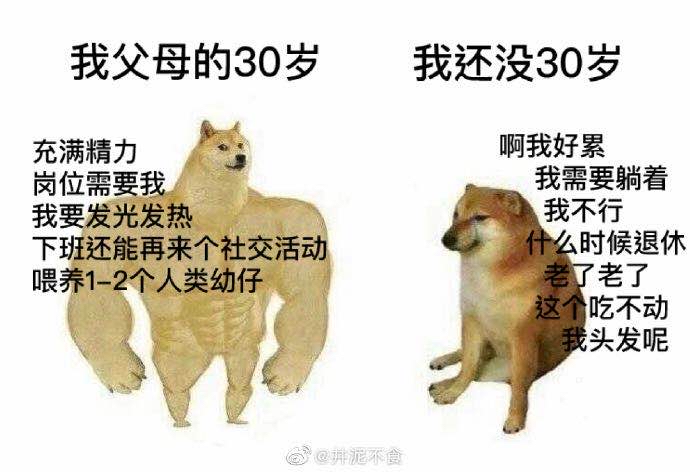 我父母的30岁
充满精力
岗位需要我
我要发光发热
下班还能再来个社交活动
喂养1-2个人类幼仔
我还没30岁
啊我好累
我需要躺着
我不行
什么时候退休
老了老了
这个吃不动
我头发呢
@井泥不食